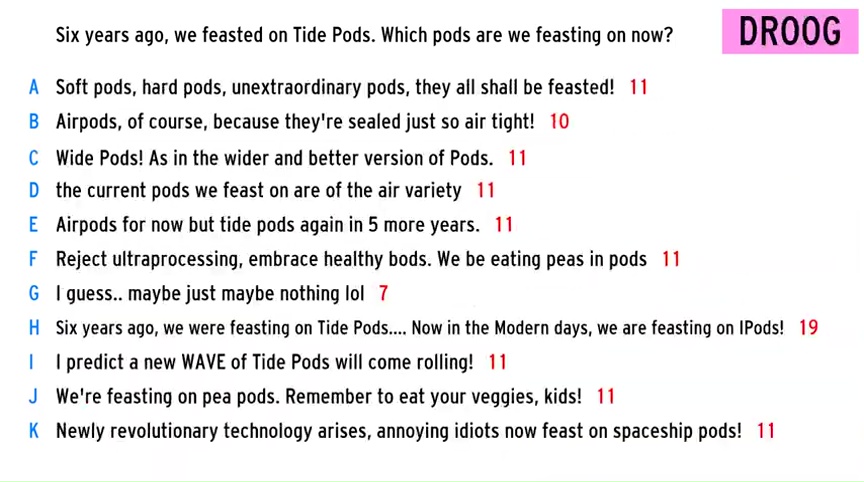 Six years ago, we feasted on Tide Pods. Which pods are we feasting on now?
DROOG
A Soft pods, hard pods, unextraordinary pods, they all shall be feasted! 11
B Airpods, of course, because they're sealed just so air tight! 10
C Wide Pods! As in the wider and better version of Pods. 11
D the current pods we feast on are of the air variety 11
E Airpods for now but tide pods again in 5 more years. 11
F Reject ultraprocessing, embrace healthy bods. We be eating peas in pods 11
G I guess.. maybe just maybe nothing lol 7
H Six years ago, we were feasting on Tide Pods.... Now in the Modern days, we are feasting on IPods! 19
I I predict a new WAVE of Tide Pods will come rolling! 11
J We're feasting on pea pods. Remember to eat your veggies, kids! 11
K Newly revolutionary technology arises, annoying idiots now feast on spaceship pods! 11